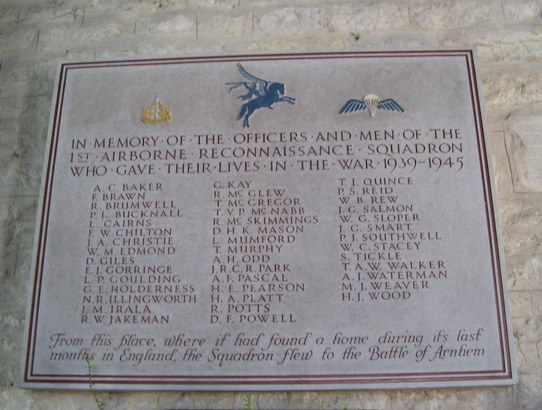 IN·MEMORY·OF·THE·OFFICERS·AND·MEN·OF·THE
1ST·AIRBORNE·RECONNAISSANCE·SQUADRON
WHO·GAVE·THEIR·LIVES·IN·THE·WAR·1939-1945
A. C. BAKER
F. BRAWN
R. BRUMWELL
P. L. BUCKNALL
L. CAIRNS
F. W. CHILTON
J. A. CHRISTIE
W. M. EDMOND
D. GILES
E. J. GORRINGE
L. P. GOULDING
G. E. HOLDERNESS
N. R. ILLINGWORTH
J. M. IRALA
R. W. JAKEMAN
G. KAY
R. MC GLEW
T. MC GREGOR
T. V. P. MC NABB
R. MC SKIMMINGS
D. H. K. MASON
L. MUMFORD
T. MURPHY
A. H. ODD
J. R. C. R. PARK
A. F. PASCAL
H. E. PEARSON
H. A. PLATT
R. POTTS
D. F. POWELL
T. J. QUINCE
P. S. REID
W. B. REW
J. G. SALMON
W. G. SLOPER
J. G. SMART
P. J. SOUTHWELL
W. C. STACEY
S. TICKLE
T. A. W. WALKER
A. J. WATERMAN
M. J. WEAVER
H. J. WOOD
From this place, where it had found a home during its last
months in England, the Squadron flew to the Battle of Arnhem